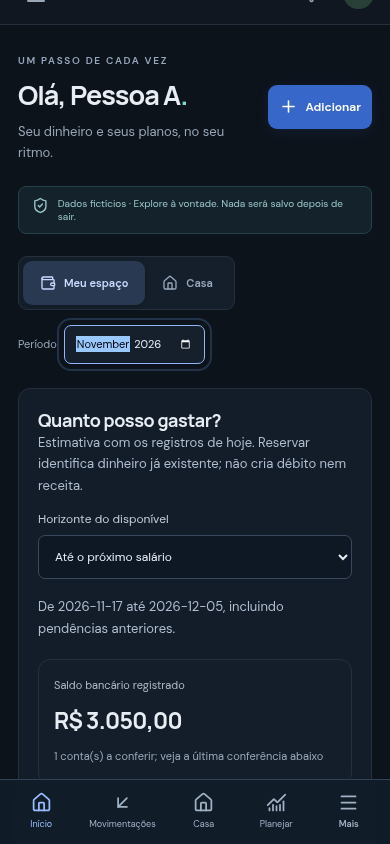 UM PASSO DE CADA VEZ
Olá, Pessoa A.
Adicionar
Seu dinheiro e seus planos, no seu
ritmo.
Dados fictícios · Explore à vontade. Nada será salvo depois de
sair.
Meu espaço
Casa
Período
November 2026
Quanto posso gastar?
Estimativa com os registros de hoje. Reservar
identifica dinheiro já existente; não cria débito nem
receita.
Horizonte do disponível
Até o próximo salário
De 2026-11-17 até 2026-12-05, incluindo
pendências anteriores.
Saldo bancário registrado
R$ 3.050,00
1 conta(s) a conferir; veja a última conferência abaixo
Início
Movimentações
Casa
Planejar
Mais